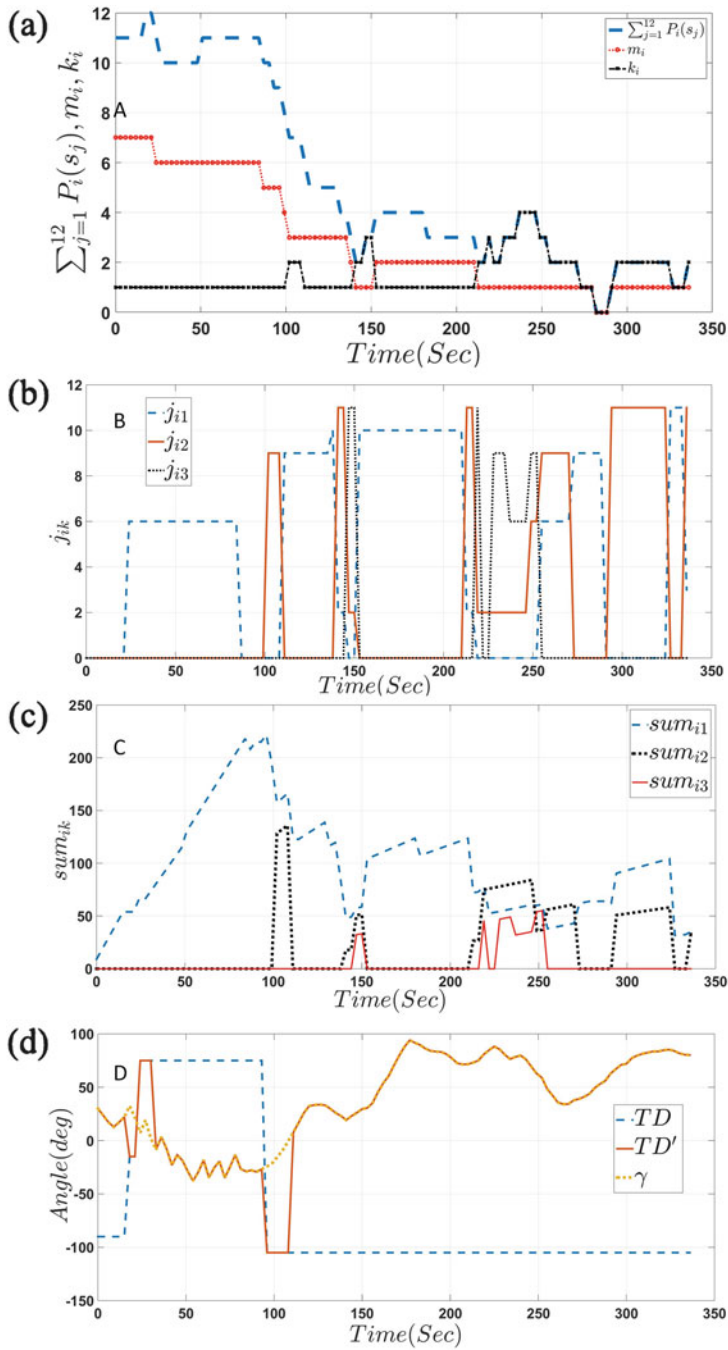 (a)
A
∑_{j=1}^{12} P_i(s_j), m_i, k_i
12
10
8
6
4
2
0
∑_{j=1}^{12} P_i(s_j)
m_i
k_i
0 50 100 150 200 250 300 350
Time(Sec)
(b)
B
j_{ik}
12
10
8
6
4
2
0
j_{i1}
j_{i2}
j_{i3}
0 50 100 150 200 250 300 350
Time(Sec)
(c)
C
sum_{ik}
250
200
150
100
50
0
sum_{i1}
sum_{i2}
sum_{i3}
0 50 100 150 200 250 300 350
Time(Sec)
(d)
D
Angle(deg)
100
50
0
-50
-100
-150
TD
TD′
γ
0 50 100 150 200 250 300 350
Time(Sec)